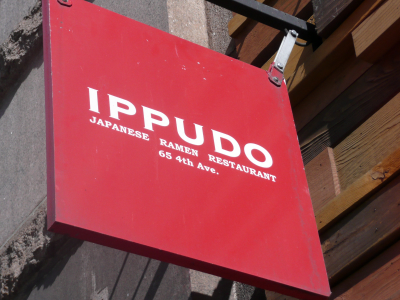 IPPUDO
JAPANESE RAMEN RESTAURANT
65 4th Ave.